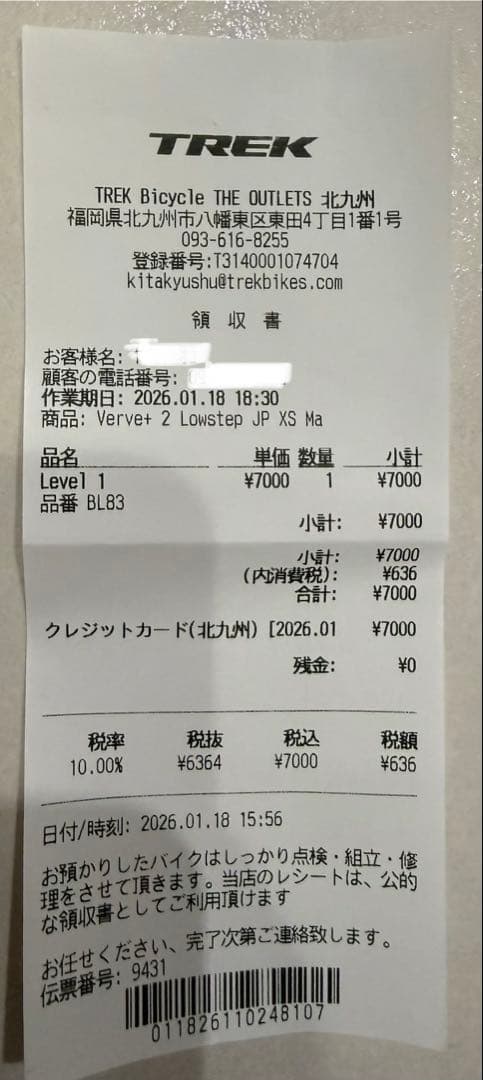 TREK
TREK Bicycle THE OUTLETS 北九州
福岡県北九州市八幡東区東田4丁目1番1号
093-616-8255
登録番号:T3140001074704
kitakyushu@trekbikes.com
領 収 書
お客様名:
顧客の電話番号:
作業期日: 2026.01.18 18:30
商品: Verve+ 2 Lowstep JP XS Ma
品名 単価 数量 小計
Level 1 ¥7000 1 ¥7000
品番 BL83
小計: ¥7000
小計: ¥7000
(内消費税): ¥636
合計: ¥7000
クレジットカード(北九州) [2026.01 ¥7000
残金: ¥0
税率 税抜 税込 税額
10.00% ¥6364 ¥7000 ¥636
日付/時刻: 2026.01.18 15:56
お預かりしたバイクはしっかり点検・組立・修
理をさせて頂きます。当店のレシートは、公的
な領収書としてご利用頂けます
お任せください、完了次第ご連絡致します。
伝票番号: 9431
011826110248107